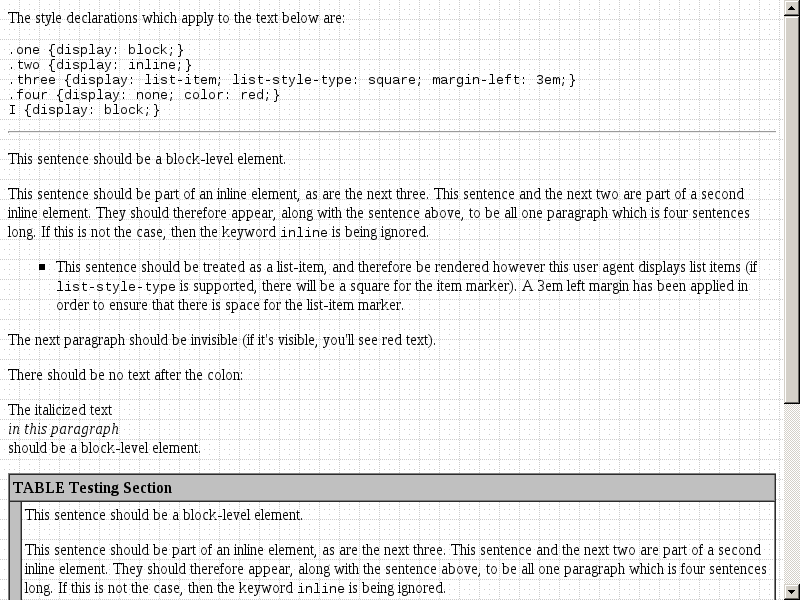 The style declarations which apply to the text below are:
.one {display: block;}
.two {display: inline;}
.three {display: list-item; list-style-type: square; margin-left: 3em;}
.four {display: none; color: red;}
I {display: block;}
This sentence should be a block-level element.
This sentence should be part of an inline element, as are the next three. This sentence and the next two are part of a second
inline element. They should therefore appear, along with the sentence above, to be all one paragraph which is four sentences
long. If this is not the case, then the keyword inline is being ignored.
This sentence should be treated as a list-item, and therefore be rendered however this user agent displays list items (if
list-style-type is supported, there will be a square for the item marker). A 3em left margin has been applied in
order to ensure that there is space for the list-item marker.
The next paragraph should be invisible (if it's visible, you'll see red text).
There should be no text after the colon:
The italicized text
in this paragraph
should be a block-level element.
TABLE Testing Section
This sentence should be a block-level element.
This sentence should be part of an inline element, as are the next three. This sentence and the next two are part of a second
inline element. They should therefore appear, along with the sentence above, to be all one paragraph which is four sentences
long. If this is not the case, then the keyword inline is being ignored.